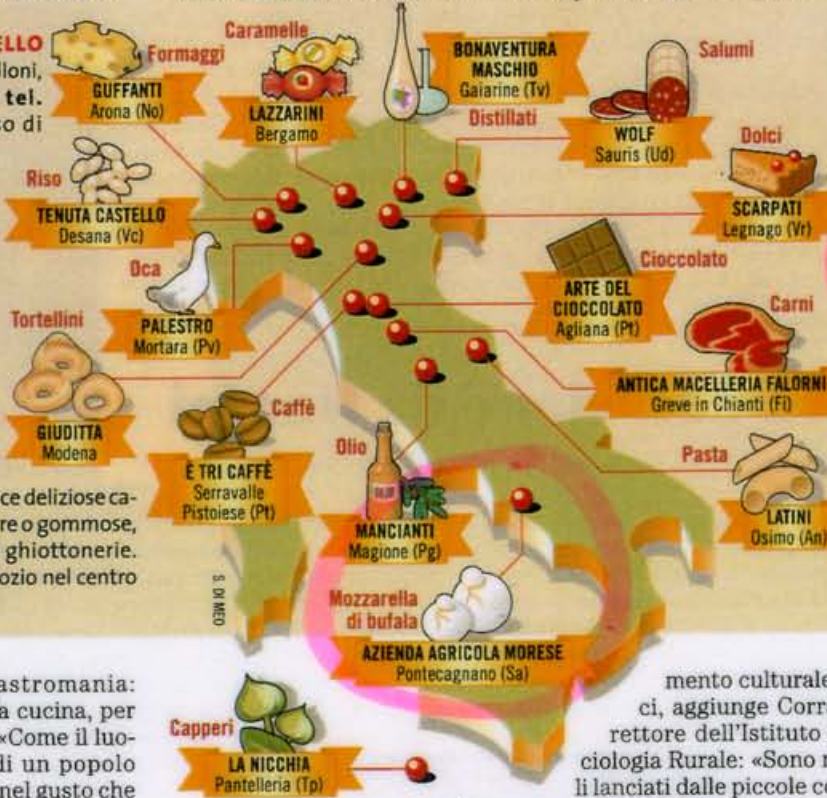 ELLO
lloni,
tel.
so di
Formaggi
GUFFANTI
Arona (No)
Caramelle
LAZZARINI
Bergamo
BONAVENTURA
MASCHIO
Gaiarine (Tv)
Distillati
Salumi
WOLF
Sauris (Ud)
Riso
TENUTA CASTELLO
Desana (Vc)
Dolci
SCARPATI
Legnago (Vr)
Oca
PALESTRO
Mortara (Pv)
Cioccolato
ARTE DEL
CIOCCOLATO
Agliana (Pt)
Tortellini
GIUDITTA
Modena
Carni
ANTICA MACELLERIA FALORNI
Greve in Chianti (Fi)
Caffè
È TRI CAFFÈ
Serravalle
Pistoiese (Pt)
Olio
MANCIANTI
Magione (Pg)
Pasta
LATINI
Osimo (An)
ce deliziose ca-
re o gommose,
ghiottonerie.
ozio nel centro
S. DI MEO
Mozzarella
di bufala
AZIENDA AGRICOLA MORESE
Pontecagnano (Sa)
Capperi
LA NICCHIA
Pantelleria (Tp)
astromania:
a cucina, per
«Come il luo-
di un popolo
nel gusto che
mento culturale
ci, aggiunge Corr
rettore dell'Istituto
ciologia Rurale: «Sono
li lanciati dalle piccole co